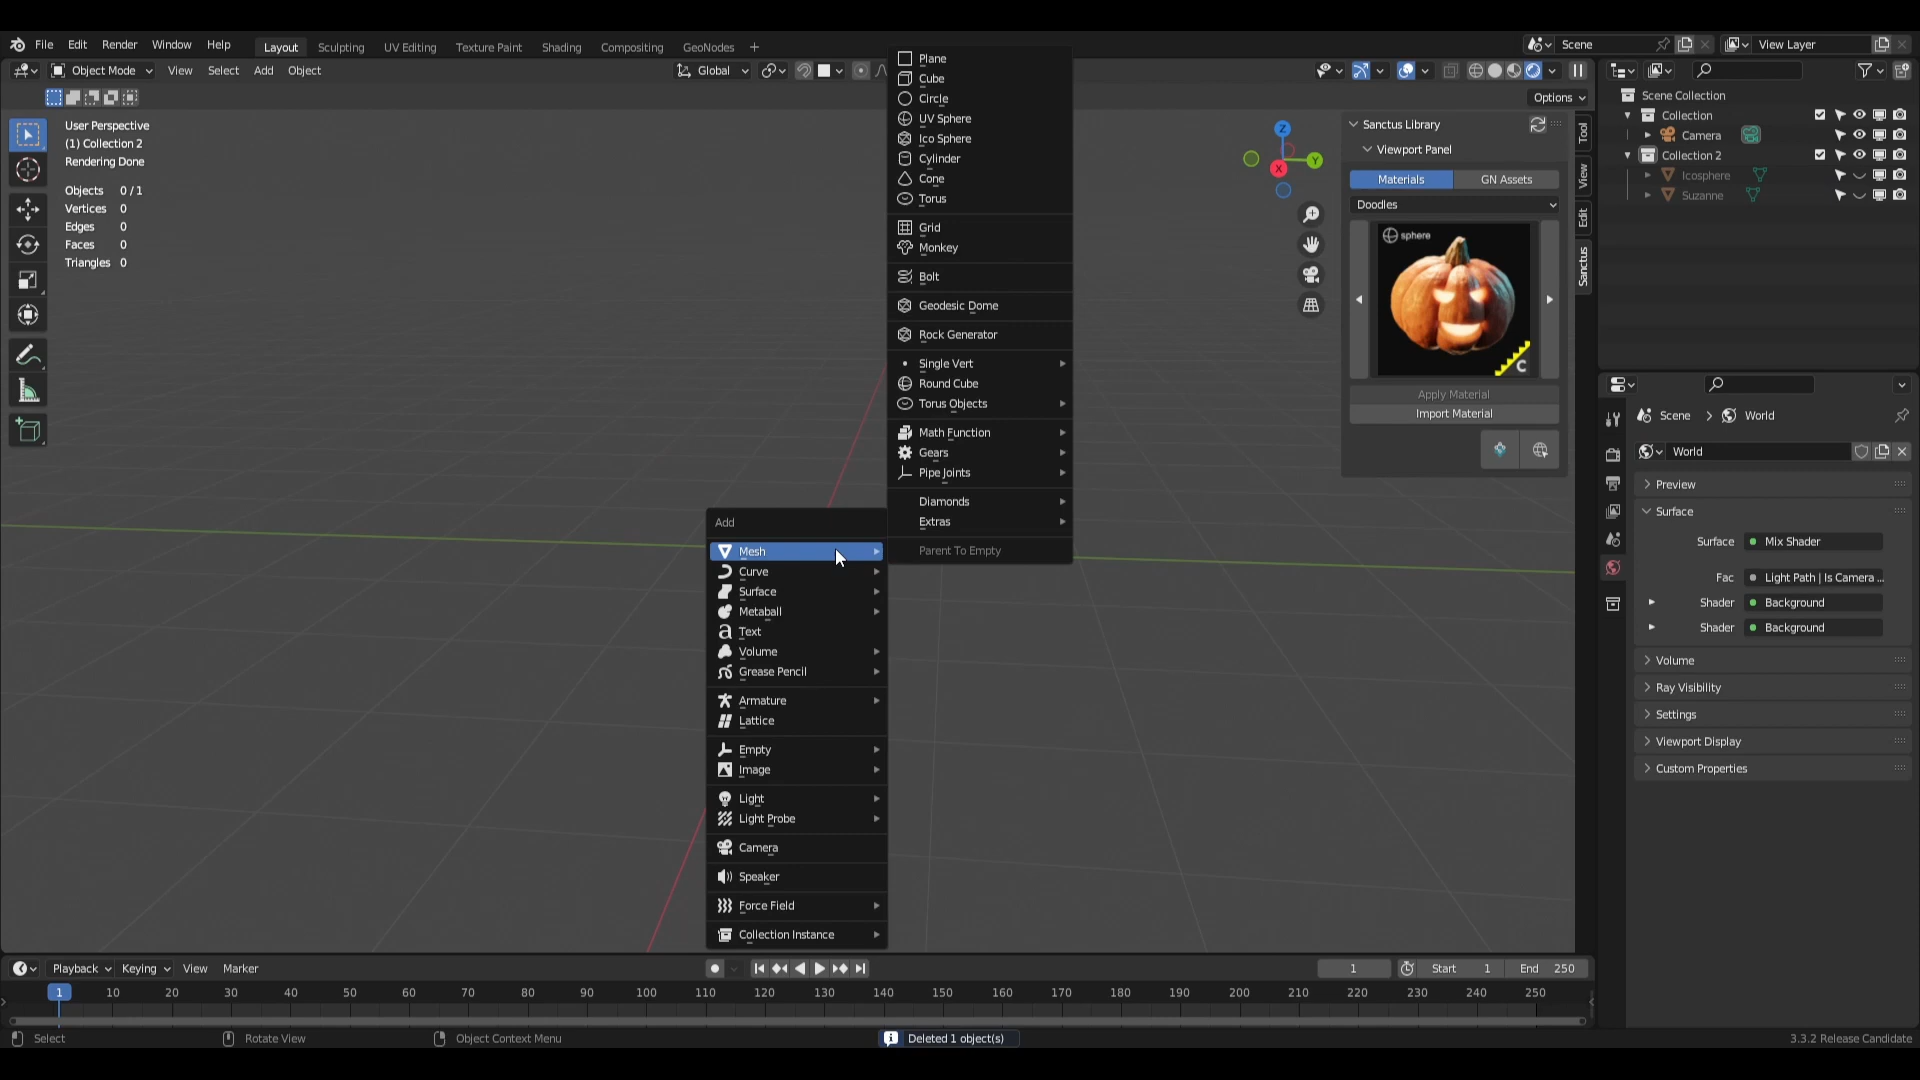 File Edit Render Window Help Layout Sculpting UV Editing Texture Paint Shading Compositing GeoNodes + Scene View Layer
Object Mode View Select Add Object Global
Options
User Perspective
(1) Collection 2
Rendering Done
Objects 0/1
Vertices 0
Edges 0
Faces 0
Triangles 0
Plane
Cube
Circle
UV Sphere
Ico Sphere
Cylinder
Cone
Torus
Grid
Monkey
Bolt
Geodesic Dome
Rock Generator
Single Vert
Round Cube
Torus Objects
Math Function
Gears
Pipe Joints
Diamonds
Extras
Parent To Empty
Add
Mesh
Curve
Surface
Metaball
Text
Volume
Grease Pencil
Armature
Lattice
Empty
Image
Light
Light Probe
Camera
Speaker
Force Field
Collection Instance
Z
Y
X
Sanctus Library
Viewport Panel
Materials GN Assets
Doodles
sphere
C
Apply Material
Import Material
Tool
View
Edit
Sanctus
Scene Collection
Collection
Camera
Collection 2
Icosphere
Suzanne
Scene > World
World
Preview
Surface
Surface Mix Shader
Fac Light Path | Is Camera ...
Shader Background
Shader Background
Volume
Ray Visibility
Settings
Viewport Display
Custom Properties
Playback Keying View Marker 1 Start 1 End 250
1 10 20 30 40 50 60 70 80 90 100 110 120 130 140 150 160 170 180 190 200 210 220 230 240 250
Select Rotate View Object Context Menu Deleted 1 object(s) 3.3.2 Release Candidate